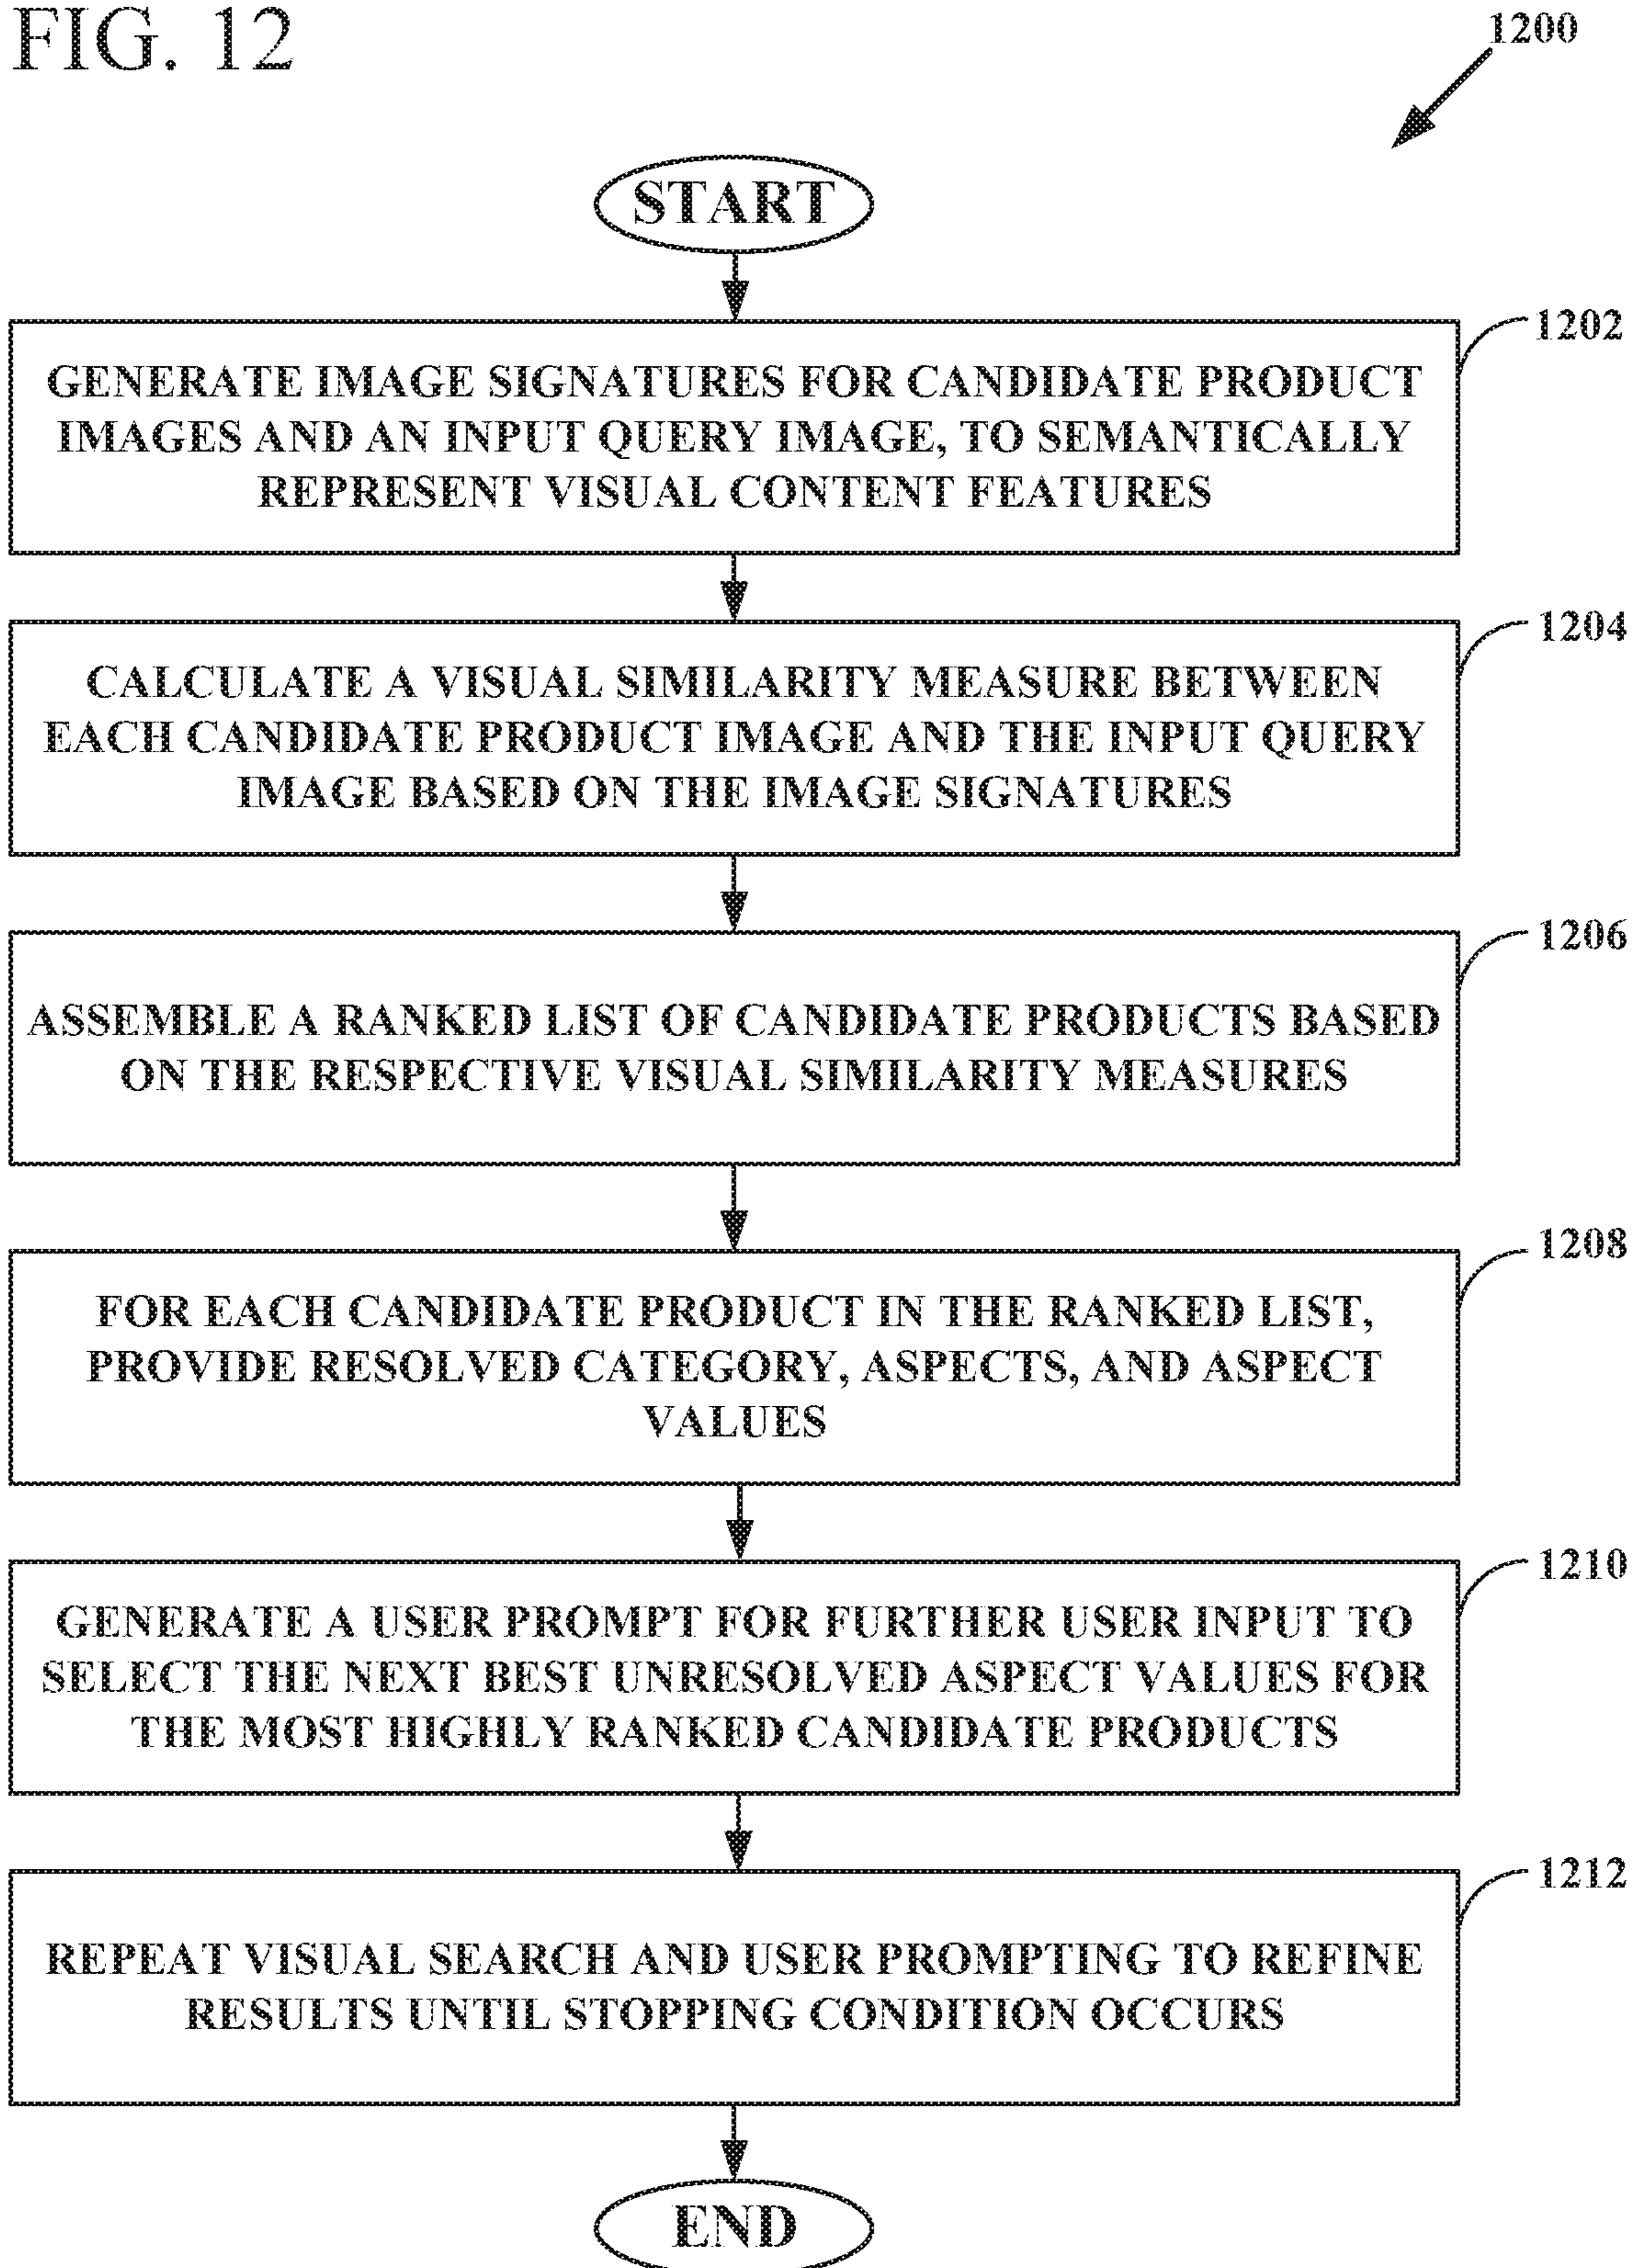 FIG. 12
1200
START
1202
GENERATE IMAGE SIGNATURES FOR CANDIDATE PRODUCT
IMAGES AND AN INPUT QUERY IMAGE, TO SEMANTICALLY
REPRESENT VISUAL CONTENT FEATURES
1204
CALCULATE A VISUAL SIMILARITY MEASURE BETWEEN
EACH CANDIDATE PRODUCT IMAGE AND THE INPUT QUERY
IMAGE BASED ON THE IMAGE SIGNATURES
1206
ASSEMBLE A RANKED LIST OF CANDIDATE PRODUCTS BASED
ON THE RESPECTIVE VISUAL SIMILARITY MEASURES
1208
FOR EACH CANDIDATE PRODUCT IN THE RANKED LIST,
PROVIDE RESOLVED CATEGORY, ASPECTS, AND ASPECT
VALUES
1210
GENERATE A USER PROMPT FOR FURTHER USER INPUT TO
SELECT THE NEXT BEST UNRESOLVED ASPECT VALUES FOR
THE MOST HIGHLY RANKED CANDIDATE PRODUCTS
1212
REPEAT VISUAL SEARCH AND USER PROMPTING TO REFINE
RESULTS UNTIL STOPPING CONDITION OCCURS
END